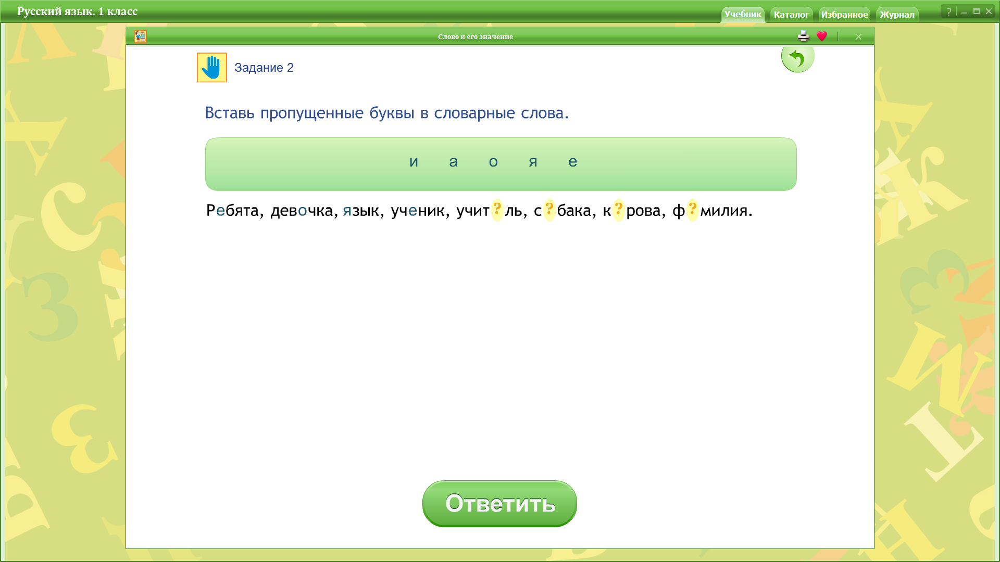 Русский язык. 1 класс
Учебник Каталог Избранное Журнал ?
Слово и его значение
Задание 2
Вставь пропущенные буквы в словарные слова.
и а о я е
Ребята, девочка, язык, ученик, учит?ль, с?бака, к?рова, ф?милия.
Ответить